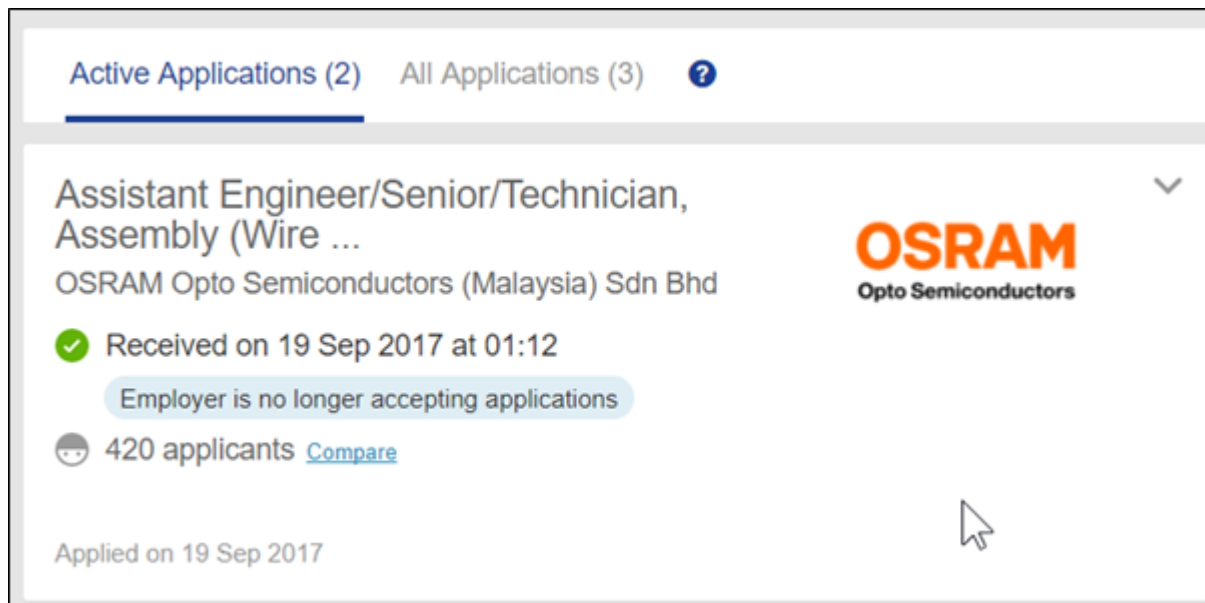 Active Applications (2) All Applications (3) ?
Assistant Engineer/Senior/Technician,
Assembly (Wire ...
OSRAM Opto Semiconductors (Malaysia) Sdn Bhd
OSRAM
Opto Semiconductors
Received on 19 Sep 2017 at 01:12
Employer is no longer accepting applications
420 applicants Compare
Applied on 19 Sep 2017